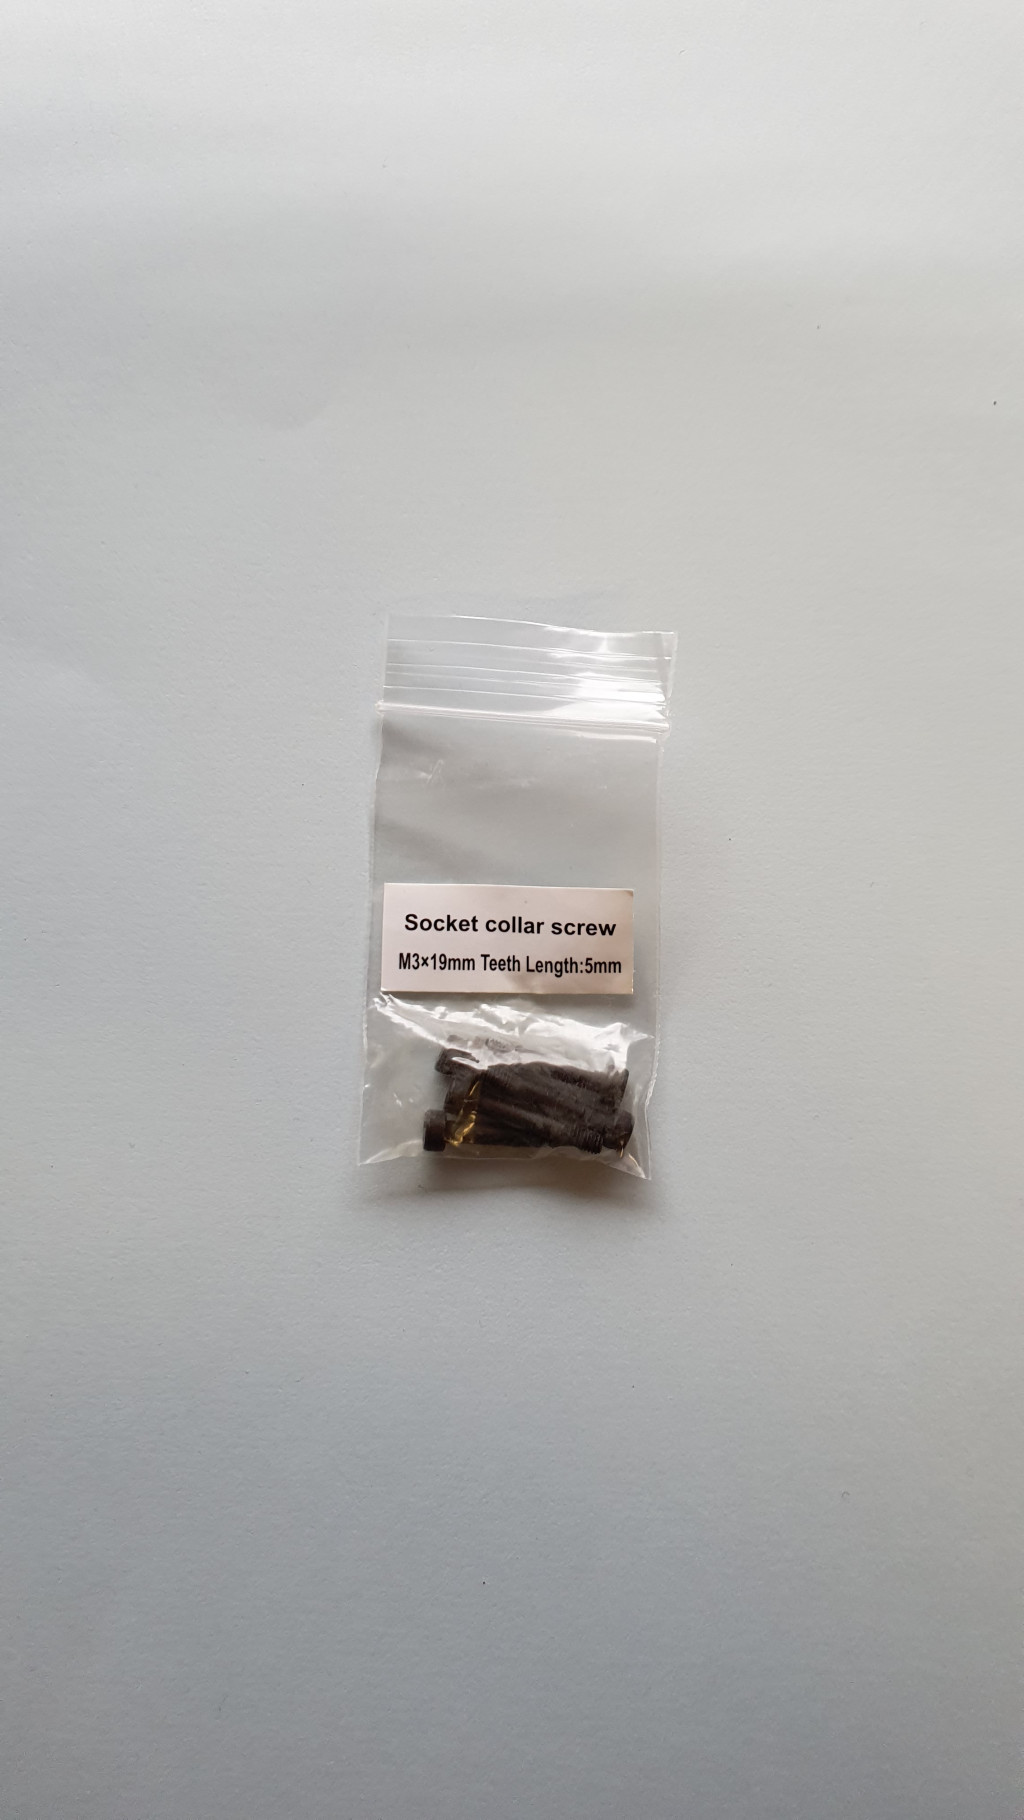 Socket collar screw
M3×19mm Teeth Length:5mm